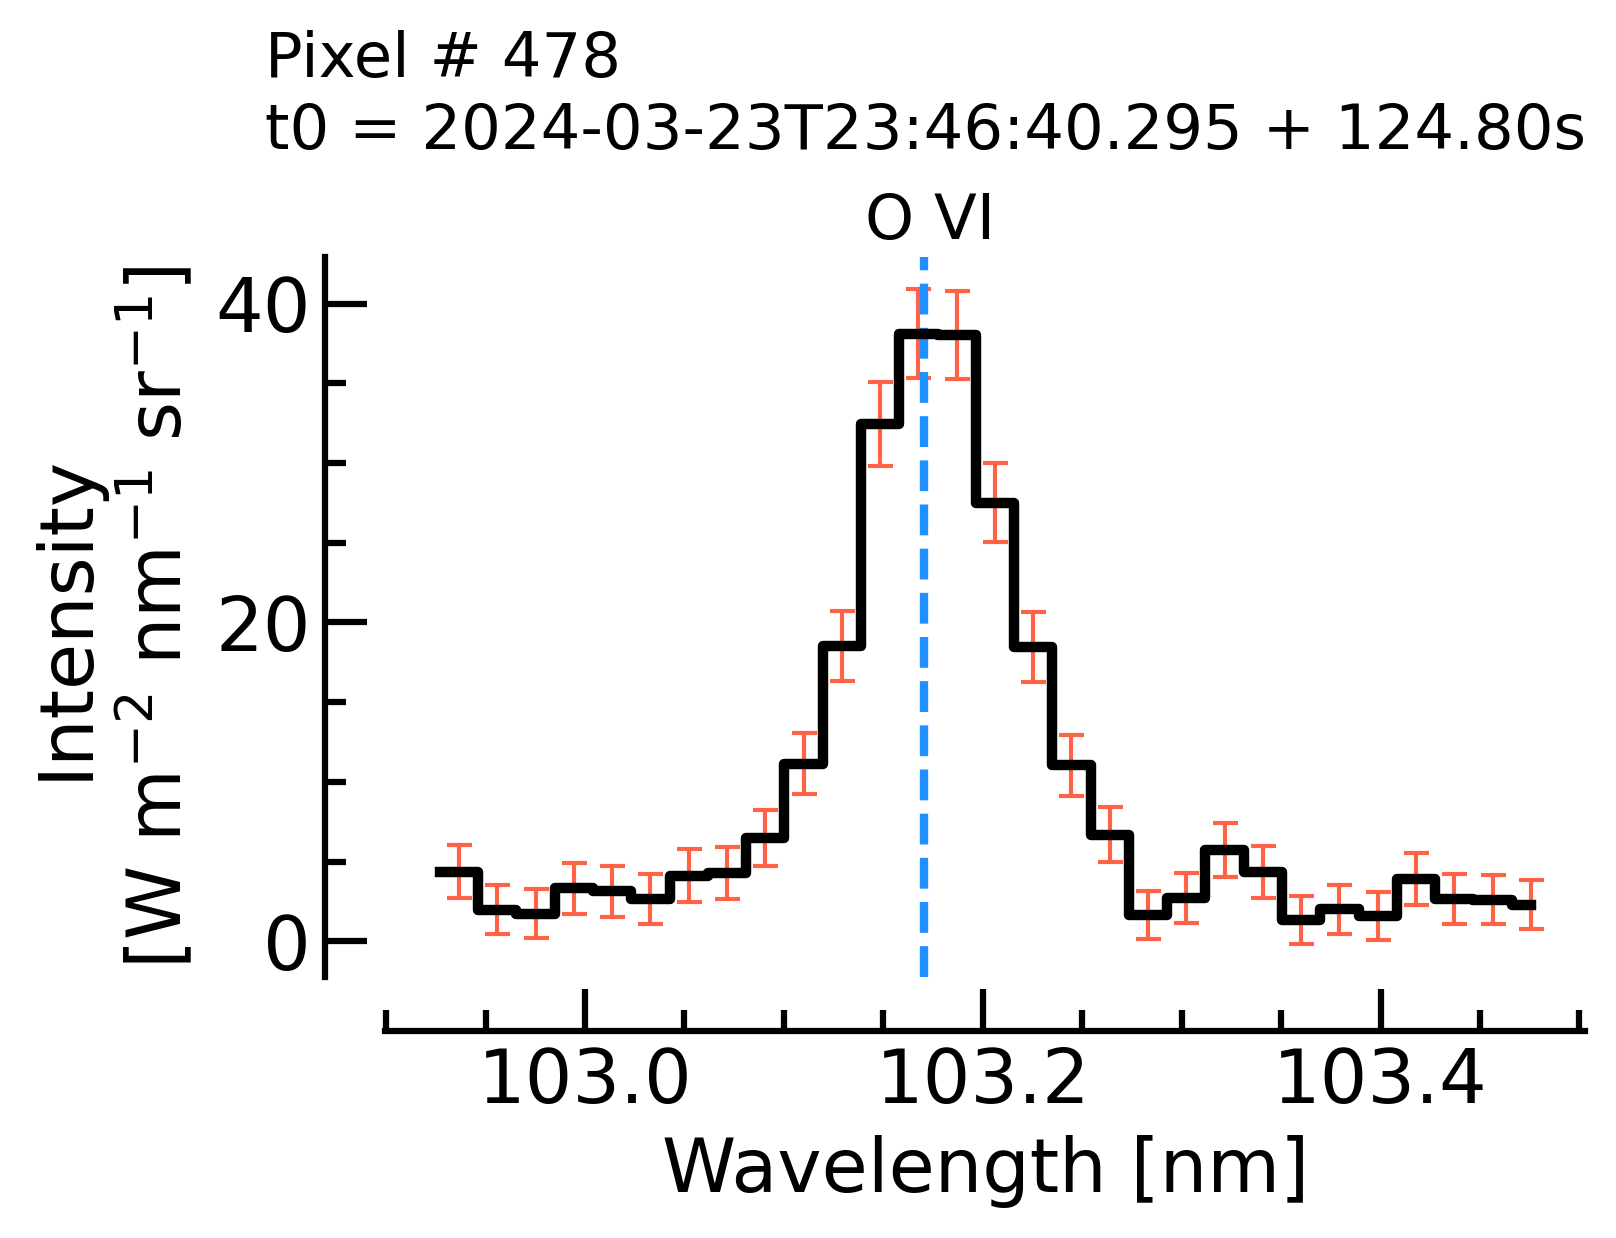 Pixel # 478
t0 = 2024-03-23T23:46:40.295 + 124.80s
O VI
Intensity
[W m⁻² nm⁻¹ sr⁻¹]
40
20
0
103.0 103.2 103.4
Wavelength [nm]